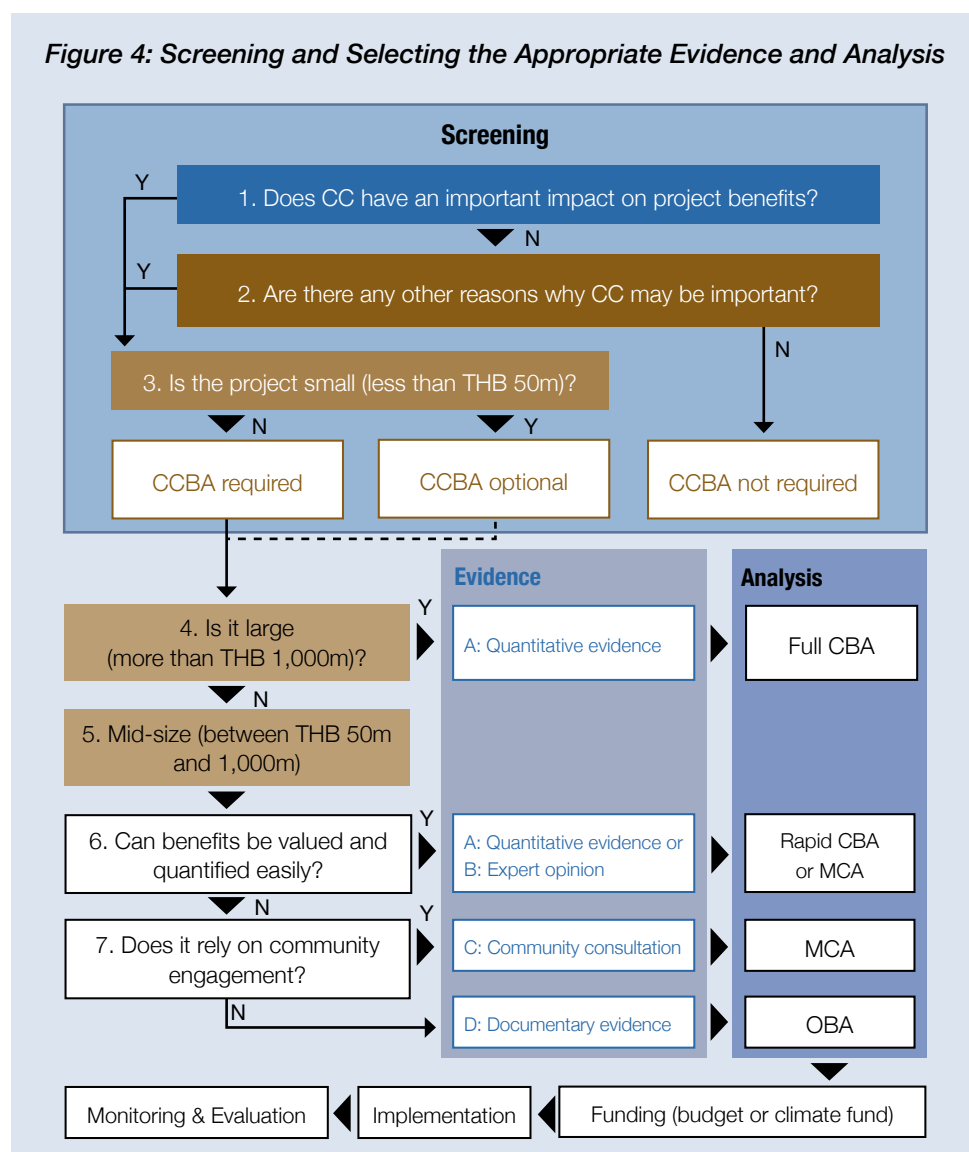 Figure 4: Screening and Selecting the Appropriate Evidence and Analysis
Screening
Y
1. Does CC have an important impact on project benefits?
N
Y
2. Are there any other reasons why CC may be important?
N
3. Is the project small (less than THB 50m)?
N
Y
CCBA required
CCBA optional
CCBA not required
Evidence
Analysis
4. Is it large
(more than THB 1,000m)?
Y
A: Quantitative evidence
Full CBA
N
5. Mid-size (between THB 50m
and 1,000m)
6. Can benefits be valued and
quantified easily?
Y
A: Quantitative evidence or
B: Expert opinion
Rapid CBA
or MCA
N
7. Does it rely on community
engagement?
Y
C: Community consultation
MCA
N
D: Documentary evidence
OBA
Monitoring & Evaluation
Implementation
Funding (budget or climate fund)